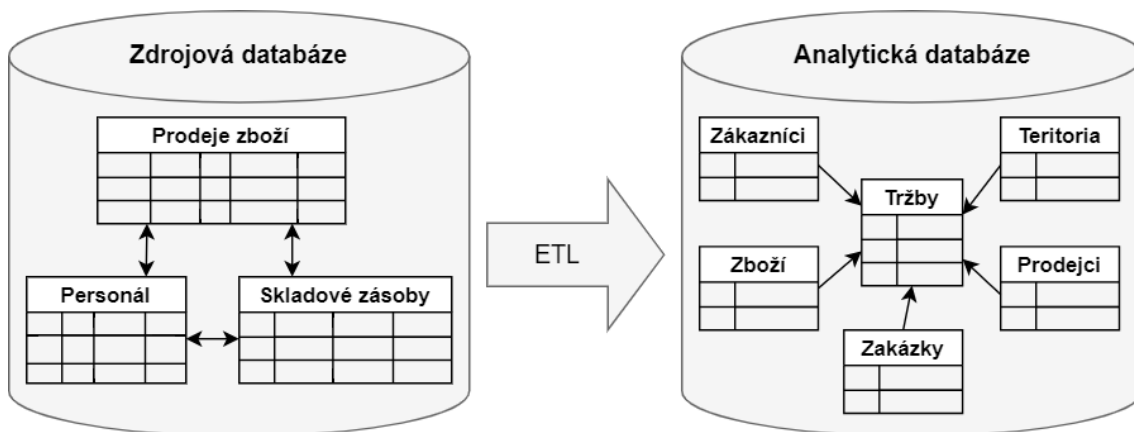 Zdrojová databáze
Prodeje zboží
Personál
Skladové zásoby
ETL
Analytická databáze
Zákazníci
Teritoria
Tržby
Zboží
Prodejci
Zakázky